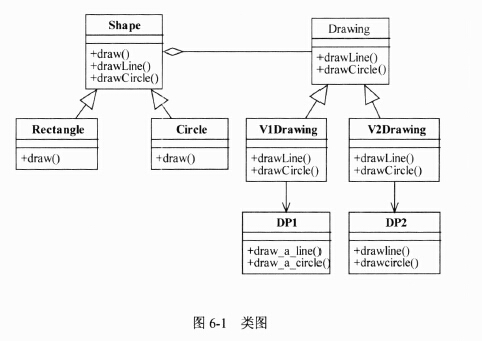 Shape
+draw()
+drawLine()
+drawCircle()
Drawing
+drawLine()
+drawCircle()
Rectangle
+draw()
Circle
+draw()
V1Drawing
+drawLine()
+drawCircle()
V2Drawing
+drawLine()
+drawCircle()
DP1
+draw_a_line()
+draw_a_circle()
DP2
+drawline()
+drawcircle()
图 6-1 类图